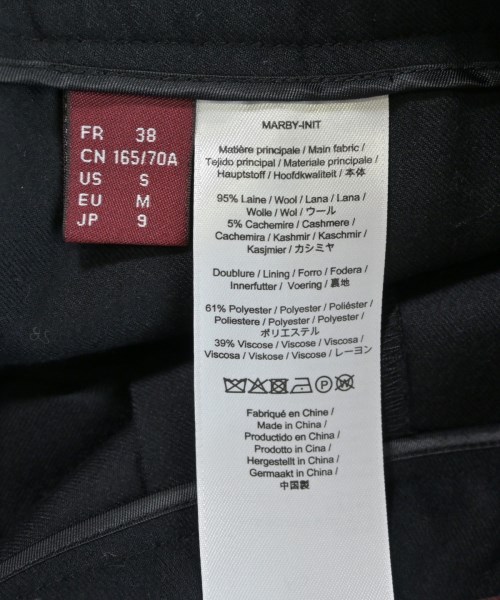 FR 38
CN 165/70A
US S
EU M
JP 9
MARBY-INIT
Matière principale / Main fabric /
Tejido principal / Materiale principale /
Hauptstoff / Hoofdkwaliteit / 本体
95% Laine / Wool / Lana / Lana /
Wolle / Wol / ウール
5% Cachemire / Cashmere /
Cachemira / Kashmir / Kaschmir /
Kasjmier / カシミヤ
Doublure / Lining / Forro / Fodera /
Innerfutter / Voering / 裏地
61% Polyester / Polyester / Poliéster /
Poliestere / Polyester / Polyester /
ポリエステル
39% Viscose / Viscose / Viscosa /
Viscosa / Viskose / Viscose / レーヨン
P W
Fabriqué en Chine /
Made in China /
Productido en China /
Prodotto in Cina /
Hergestellt in China /
Germaakt in China /
中国製